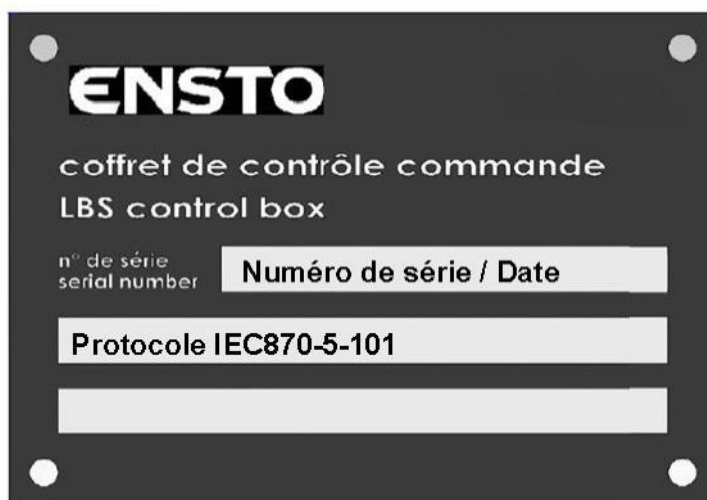 ENSTO
coffret de contrôle commande
LBS control box
n° de série
serial number
Numéro de série / Date
Protocole IEC870-5-101